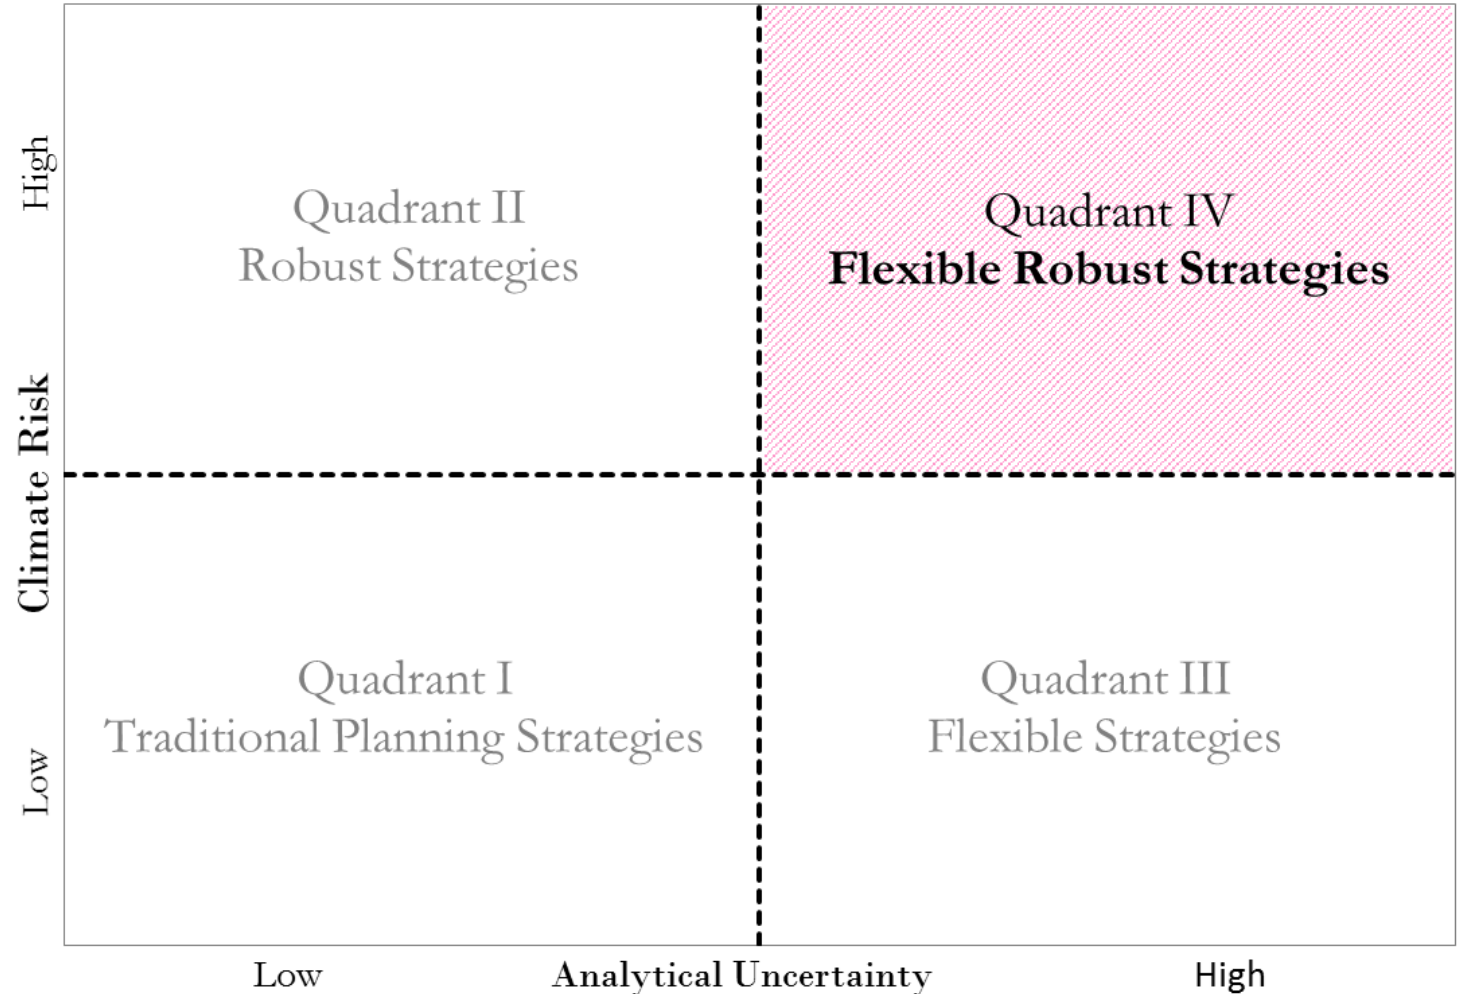 High
Quadrant II
Robust Strategies
Quadrant IV
Flexible Robust Strategies
Climate Risk
Quadrant I
Traditional Planning Strategies
Quadrant III
Flexible Strategies
Low
Low
Analytical Uncertainty
High